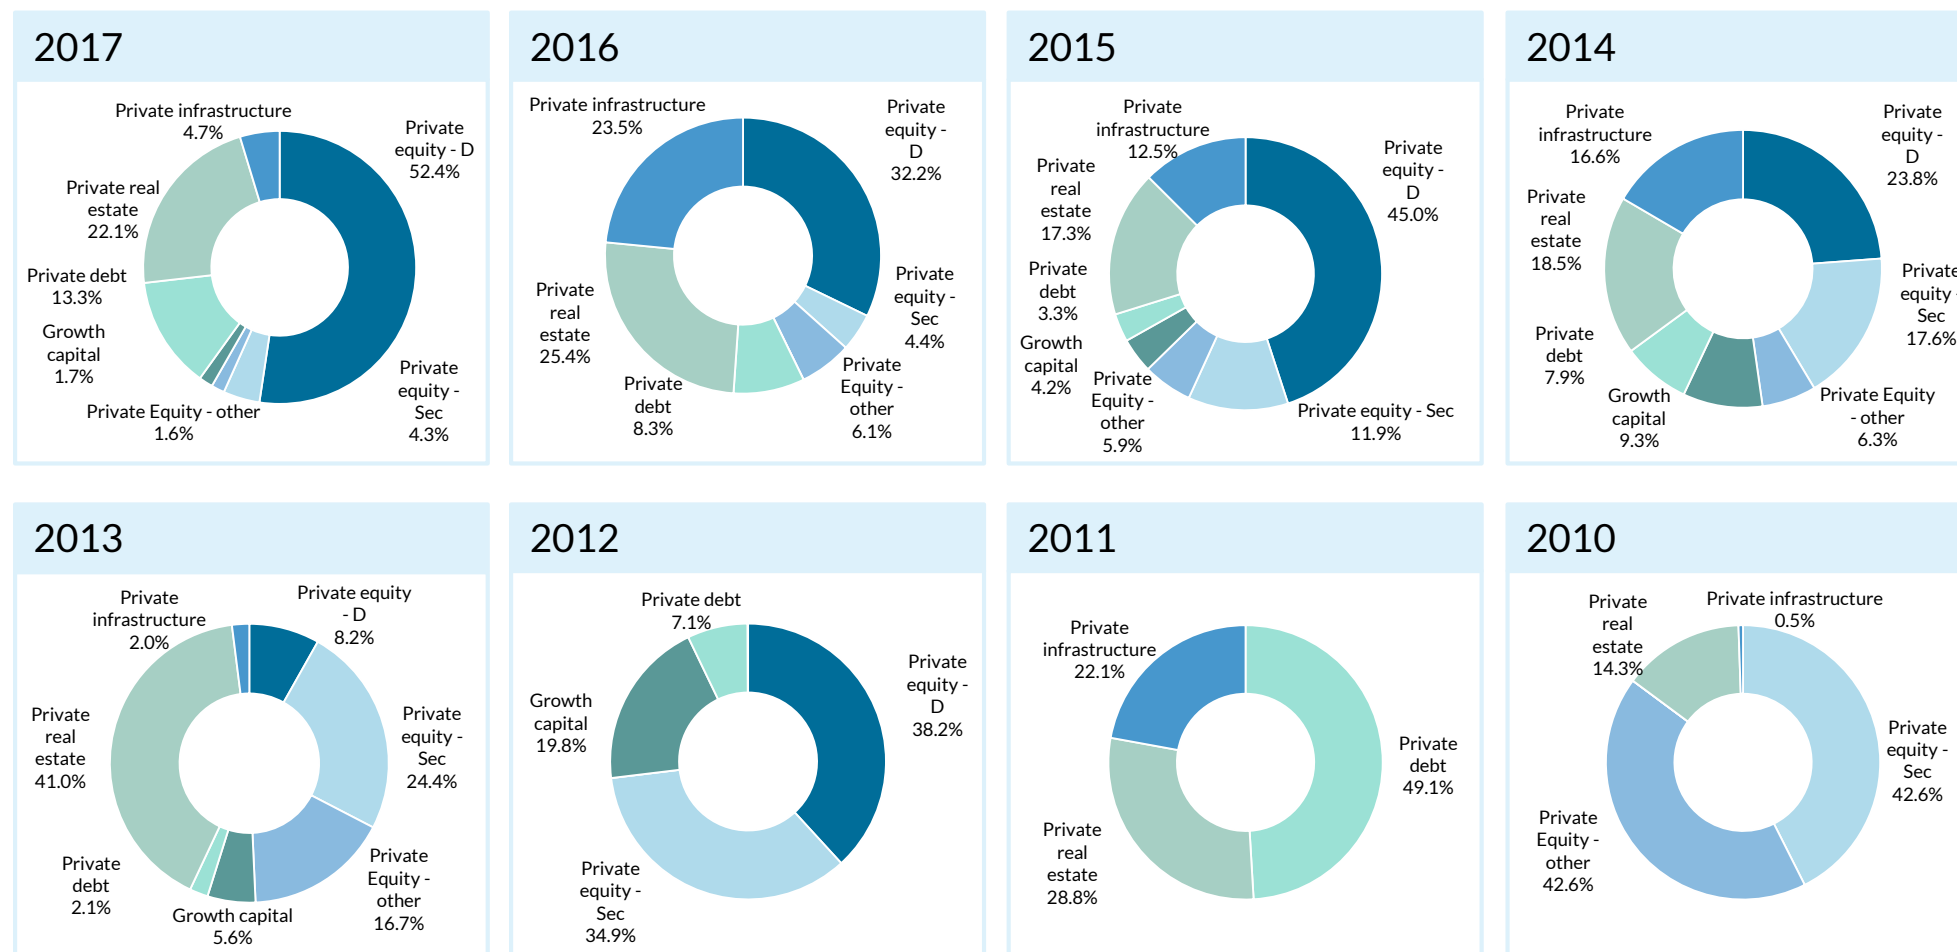 2017
Private infrastructure
4.7%
Private
equity - D
52.4%
Private
equity -
Sec
4.3%
Private Equity - other
1.6%
Growth
capital
1.7%
Private debt
13.3%
Private real
estate
22.1%
2016
Private infrastructure
23.5%
Private
equity -
D
32.2%
Private
equity -
Sec
4.4%
Private
Equity -
other
6.1%
Private
debt
8.3%
Private
real
estate
25.4%
2015
Private
infrastructure
12.5%
Private
equity -
D
45.0%
Private equity - Sec
11.9%
Private
Equity -
other
5.9%
Growth
capital
4.2%
Private
debt
3.3%
Private
real
estate
17.3%
2014
Private
infrastructure
16.6%
Private
equity -
D
23.8%
Private
equity -
Sec
17.6%
Private Equity
- other
6.3%
Growth
capital
9.3%
Private
debt
7.9%
Private
real
estate
18.5%
2013
Private
infrastructure
2.0%
Private equity
- D
8.2%
Private
equity -
Sec
24.4%
Private
Equity -
other
16.7%
Growth capital
5.6%
Private
debt
2.1%
Private
real
estate
41.0%
2012
Private debt
7.1%
Private
equity -
D
38.2%
Private
equity -
Sec
34.9%
Growth
capital
19.8%
2011
Private
infrastructure
22.1%
Private
debt
49.1%
Private
real
estate
28.8%
2010
Private infrastructure
0.5%
Private
equity -
Sec
42.6%
Private
Equity -
other
42.6%
Private
real
estate
14.3%